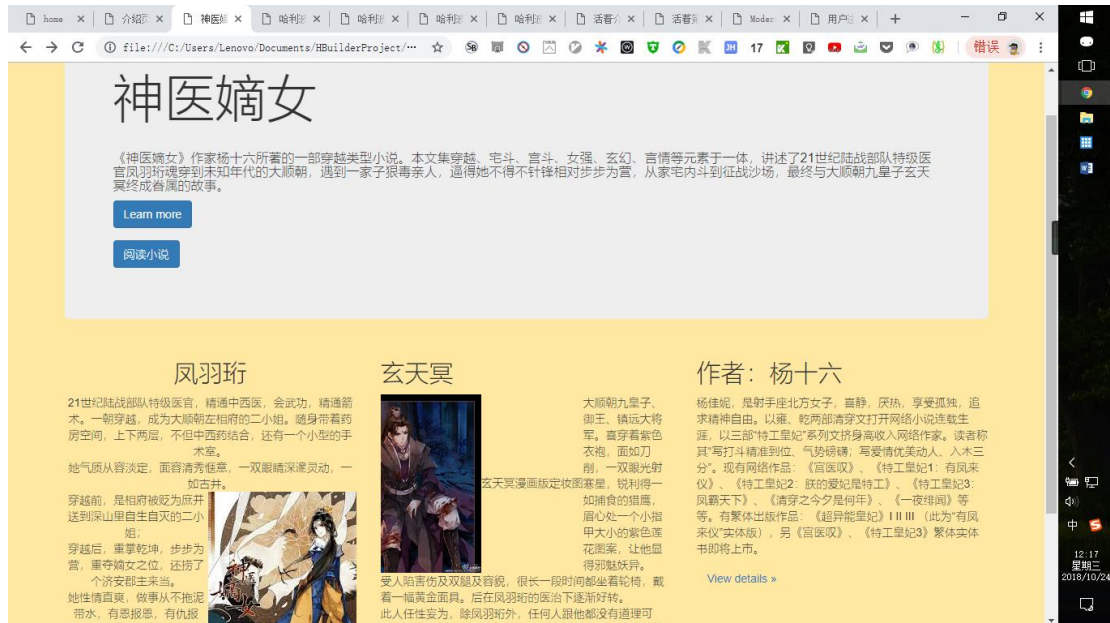 home
介绍页
神医嫡
哈利波
哈利波
哈利波
哈利波
活着介
活着
Moder
用户
file:///C:/Users/Lenovo/Documents/HBuilderProject/…
17
错误
神医嫡女
《神医嫡女》作家杨十六所著的一部穿越类型小说。本文集穿越、宅斗、宫斗、女强、玄幻、言情等元素于一体，讲述了21世纪陆战部队特级医
官凤羽珩魂穿到未知年代的大顺朝，遇到一家子狠毒亲人，逼得她不得不针锋相对步步为营，从家宅内斗到征战沙场，最终与大顺朝九皇子玄天
冥终成眷属的故事。
Learn more
阅读小说
凤羽珩
21世纪陆战部队特级医官，精通中西医，会武功，精通箭
术。一朝穿越，成为大顺朝左相府的二小姐。随身带着药
房空间，上下两层，不但中西药结合，还有一个小型的手
术室。
她气质从容淡定，面容清秀惬意，一双眼睛深邃灵动，一
如古井。
穿越前，是相府被贬为庶井
送到深山里自生自灭的二小
姐；
穿越后，重掌乾坤，步步为
营，重夺嫡女之位，还捞了
个济安郡主来当。
她性情直爽，做事从不拖泥
带水，有恩报恩，有仇报
神医嫡女
玄天冥
玄天冥漫画版定妆图
大顺朝九皇子、
御王、镇远大将
军。喜穿着紫色
衣袍，面如刀
削，一双眼光射
寒星，锐利得一
如捕食的猎鹰，
眉心处一个小指
甲大小的紫色莲
花图案，让他显
得邪魅妖异。
受人陷害伤及双腿及容貌，很长一段时间都坐着轮椅，戴
着一幅黄金面具。后在凤羽珩的医治下逐渐好转。
此人任性妄为，除凤羽珩外，任何人跟他都没有道理可
作者：杨十六
杨佳妮，是射手座北方女子，喜静，厌热，享受孤独，追
求精神自由。以雍、乾两部清穿文打开网络小说连载生
涯，以三部“特工皇妃”系列文挤身高收入网络作家。读者称
其“写打斗精准到位、气势磅礴；写爱情优美动人、入木三
分”。现有网络作品：《宫医叹》、《特工皇妃1：有凤来
仪》、《特工皇妃2：朕的爱妃是特工》、《特工皇妃3：
凤霸天下》、《清穿之今夕是何年》、《一夜绯闻》等
等。有繁体出版作品：《超异能皇妃》I II III （此为“有凤
来仪”实体版），另《宫医叹》、《特工皇妃3》繁体实体
书即将上市。
View details »
中
12:17
星期三
2018/10/24